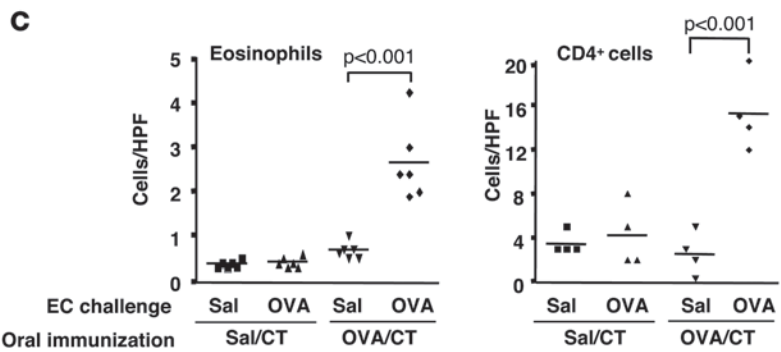 C
Eosinophils
p<0.001
Cells/HPF
5
4
3
2
1
0
CD4+ cells
p<0.001
Cells/HPF
20
16
12
8
4
0
EC challenge Sal OVA Sal OVA Sal OVA Sal OVA
Oral immunization Sal/CT OVA/CT Sal/CT OVA/CT